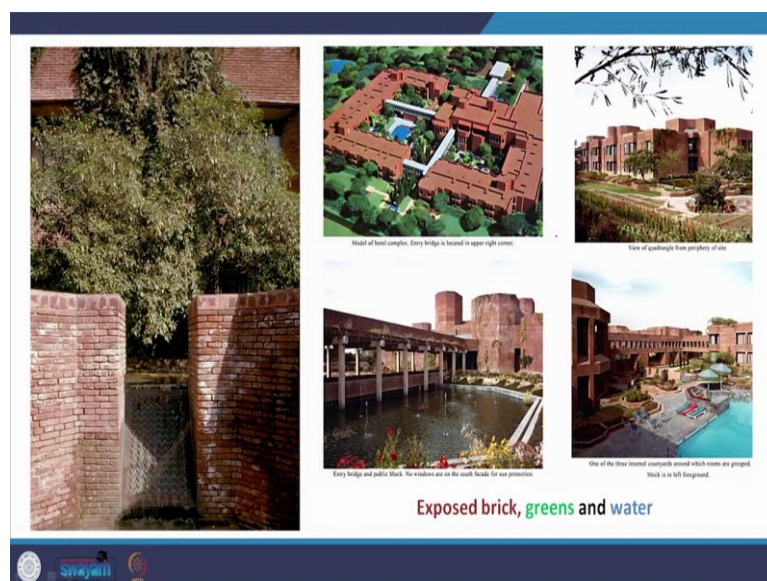 Model of hotel complex. Entry bridge is located in upper right corner.
View of quadrangle from periphery of site.
Entry bridge and public block. No windows are on the south facade for sun protection.
One of the three internal courtyards around which rooms are grouped.
Mock is in left foreground.
Exposed brick, greens and water
swayam